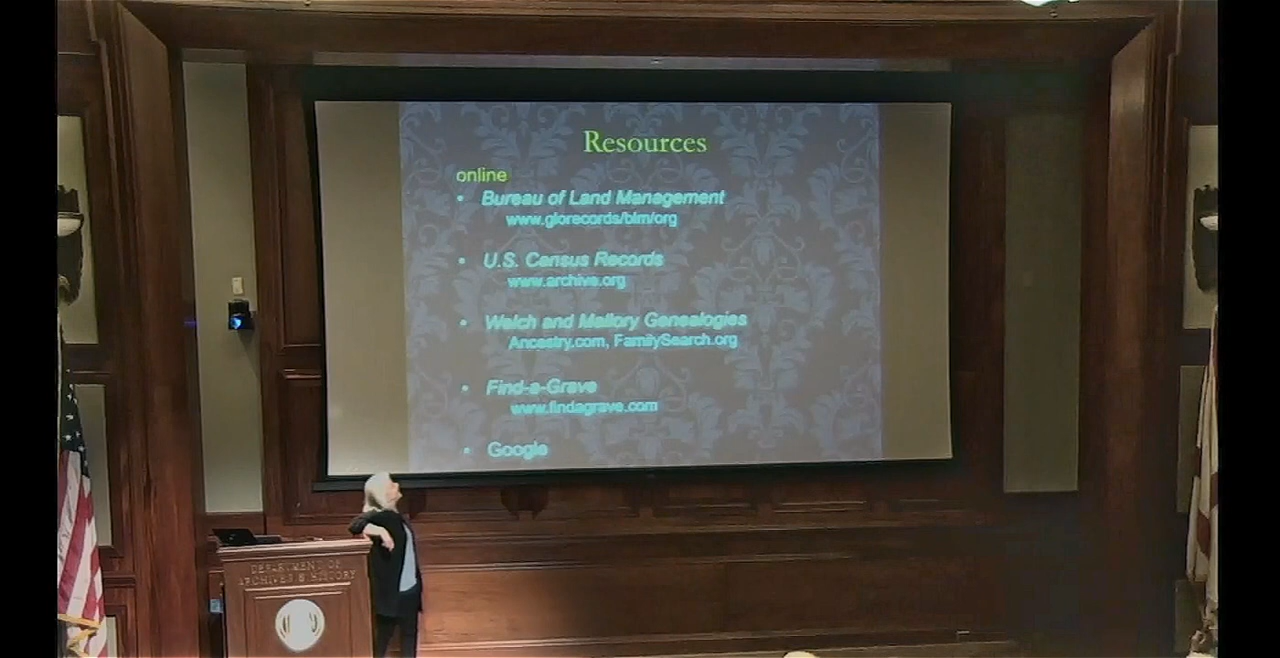 Resources
online
• Bureau of Land Management
www.glorecords/blm/org
• U.S. Census Records
www.archive.org
• Welch and Mallory Genealogies
Ancestry.com, FamilySearch.org
• Find-a-Grave
www.findagrave.com
• Google
DEPARTMENT OF
ARCHIVES & HISTORY